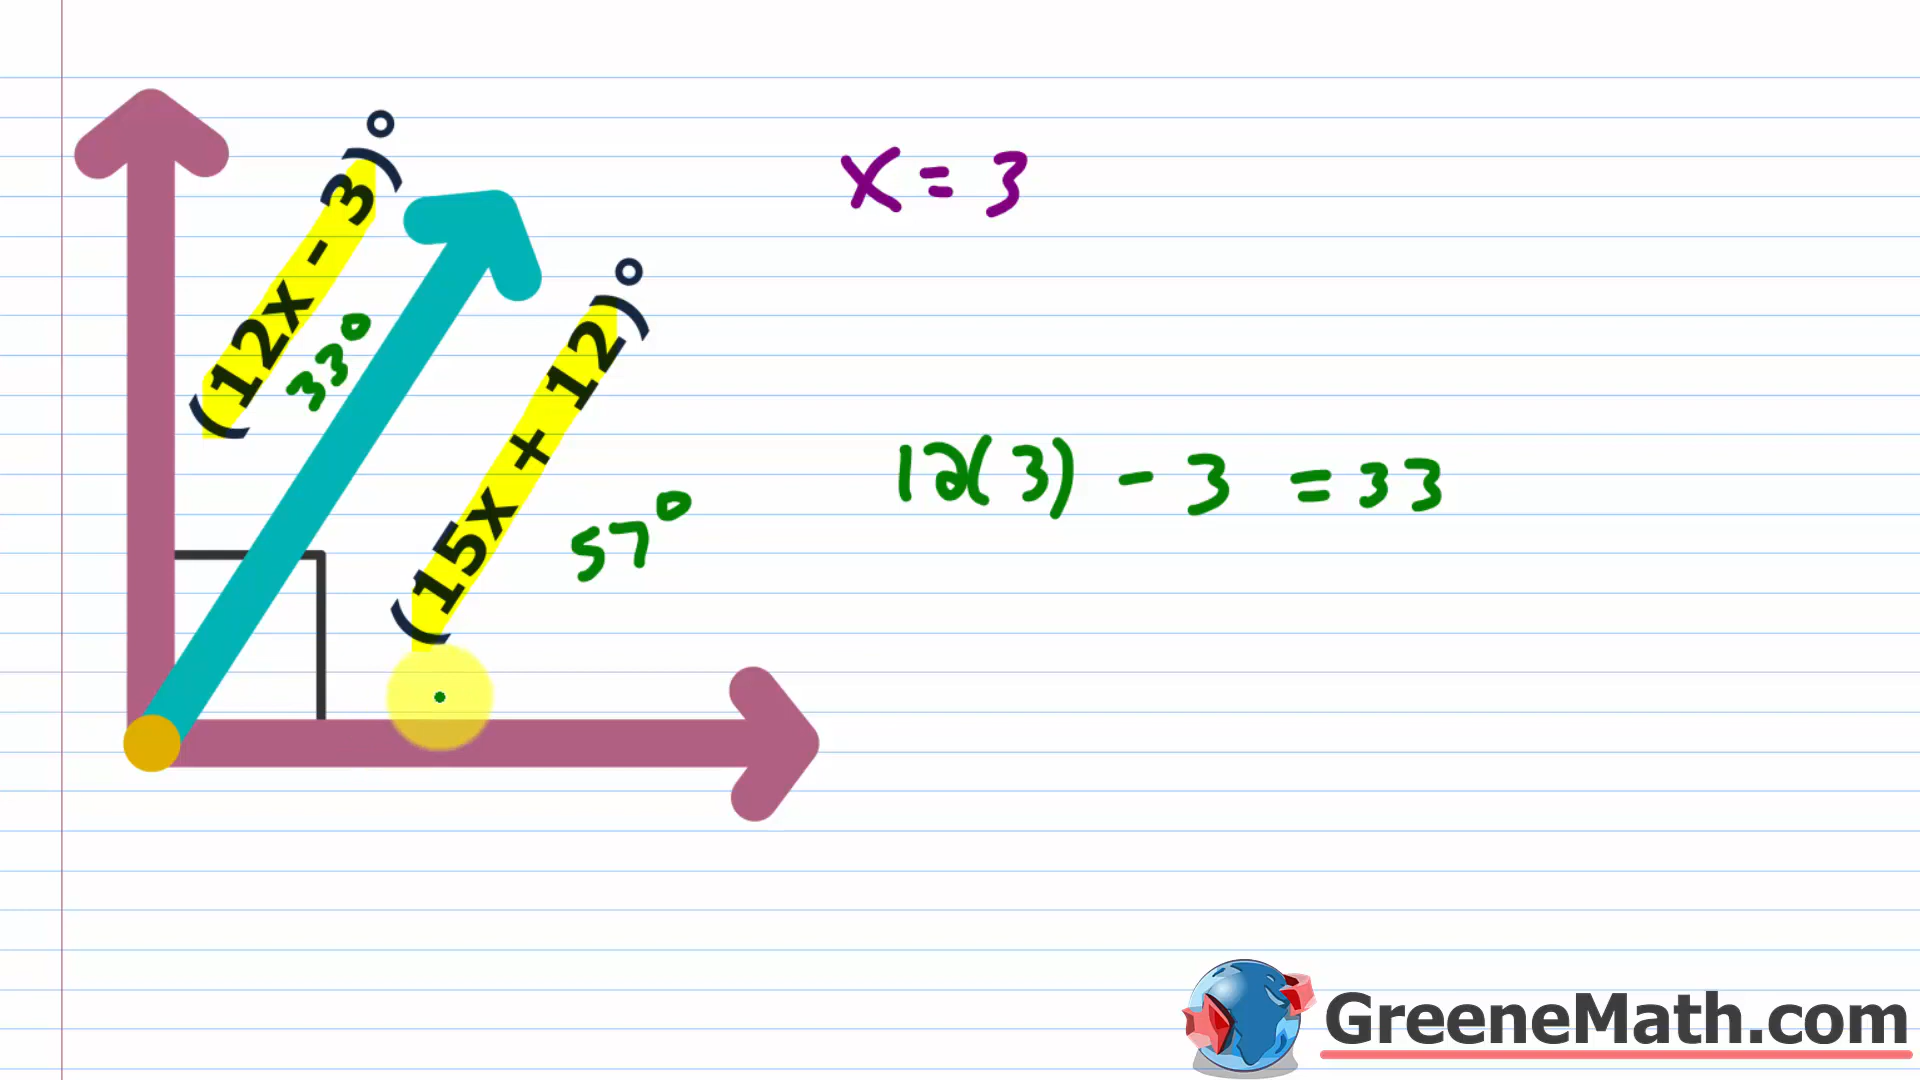 (12x - 3)°
33°
(15x + 12)°
57°
x = 3
12(3) - 3 = 33
GreeneMath.com